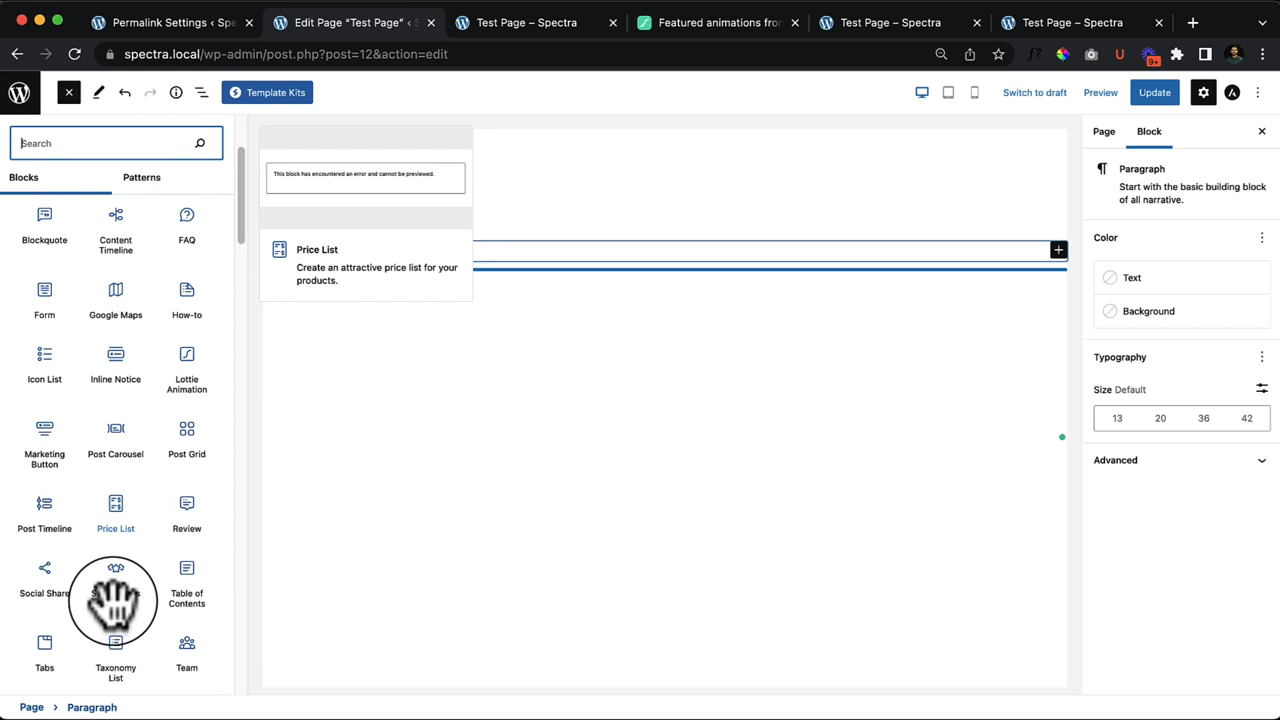 Permalink Settings ‹ Spe
Edit Page "Test Page" ‹ S
Test Page – Spectra
Featured animations from
Test Page – Spectra
Test Page – Spectra
spectra.local/wp-admin/post.php?post=12&action=edit
9+
Template Kits
Switch to draft
Preview
Update
Search
Blocks
Patterns
Blockquote
Content
Timeline
FAQ
Form
Google Maps
How-to
Icon List
Inline Notice
Lottie
Animation
Marketing
Button
Post Carousel
Post Grid
Post Timeline
Price List
Review
Social Share
Table of
Contents
Tabs
Taxonomy
List
Team
This block has encountered an error and cannot be previewed.
Price List
Create an attractive price list for your
products.
Page
Block
Paragraph
Start with the basic building block
of all narrative.
Color
Text
Background
Typography
Size Default
13 20 36 42
Advanced
Page › Paragraph